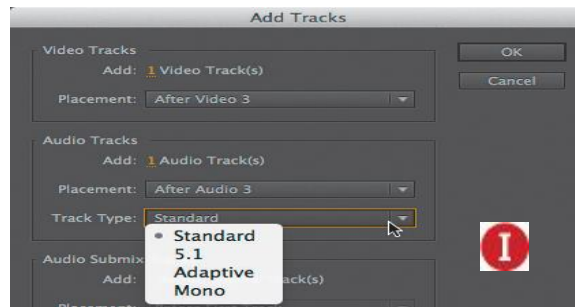 Add Tracks
Video Tracks
OK
Add: 1 Video Track(s)
Cancel
Placement: After Video 3
Audio Tracks
Add: 1 Audio Track(s)
Placement: After Audio 3
Track Type: Standard
Standard
5.1
Adaptive
Mono
Audio Submix
Add: ack(s)
I